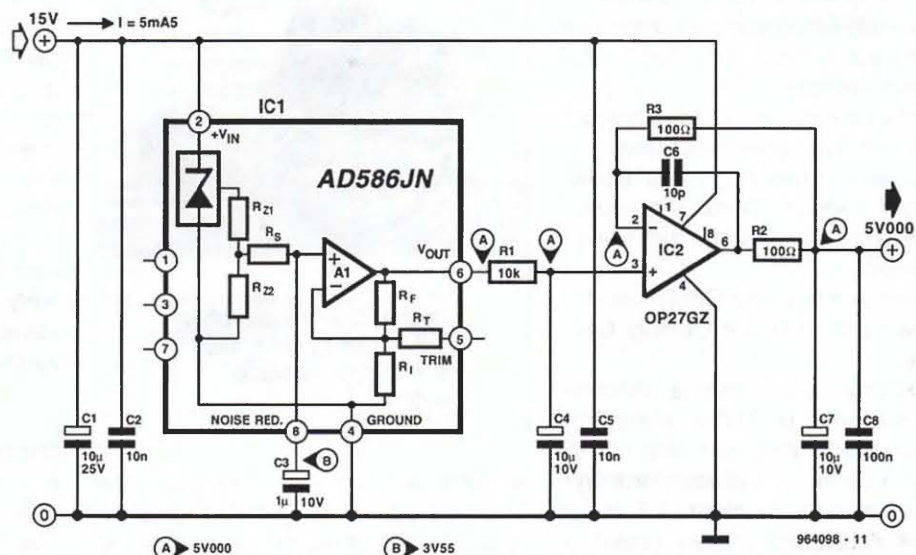 15V
I = 5mA5
IC1
2
+VIN
AD586JN
RZ1
RS
RZ2
A1
1
3
7
VOUT
6
RF
RT
5
TRIM
RI
NOISE RED.
8
4
GROUND
C1
10µ
25V
C2
10n
C3
1µ
10V
B
A
R1
10k
A
R3
100Ω
C6
10p
1
7
8
2
A
IC2
6
3
4
OP27GZ
R2
100Ω
A
5V000
C4
10µ
10V
C5
10n
C7
10µ
10V
C8
100n
0
0
964098 - 11
A 5V000
B 3V55